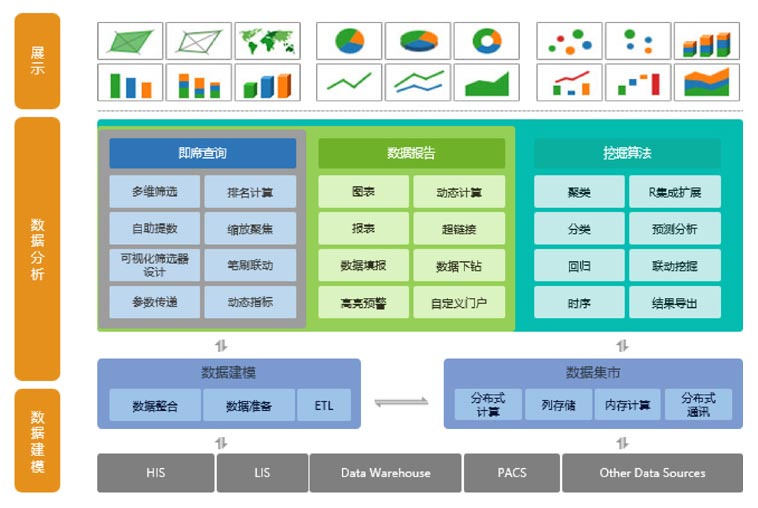 展示
数据分析
即席查询
数据报告
挖掘算法
多维筛选
排名计算
图表
动态计算
聚类
R集成扩展
自助提数
缩放聚焦
报表
超链接
分类
预测分析
可视化筛选器
设计
笔刷联动
数据填报
数据下钻
回归
联动挖掘
参数传递
动态指标
高亮预警
自定义门户
时序
结果导出
数据建模
数据建模
数据集市
数据整合
数据准备
ETL
分布式
计算
列存储
内存计算
分布式
通讯
HIS
LIS
Data Warehouse
PACS
Other Data Sources